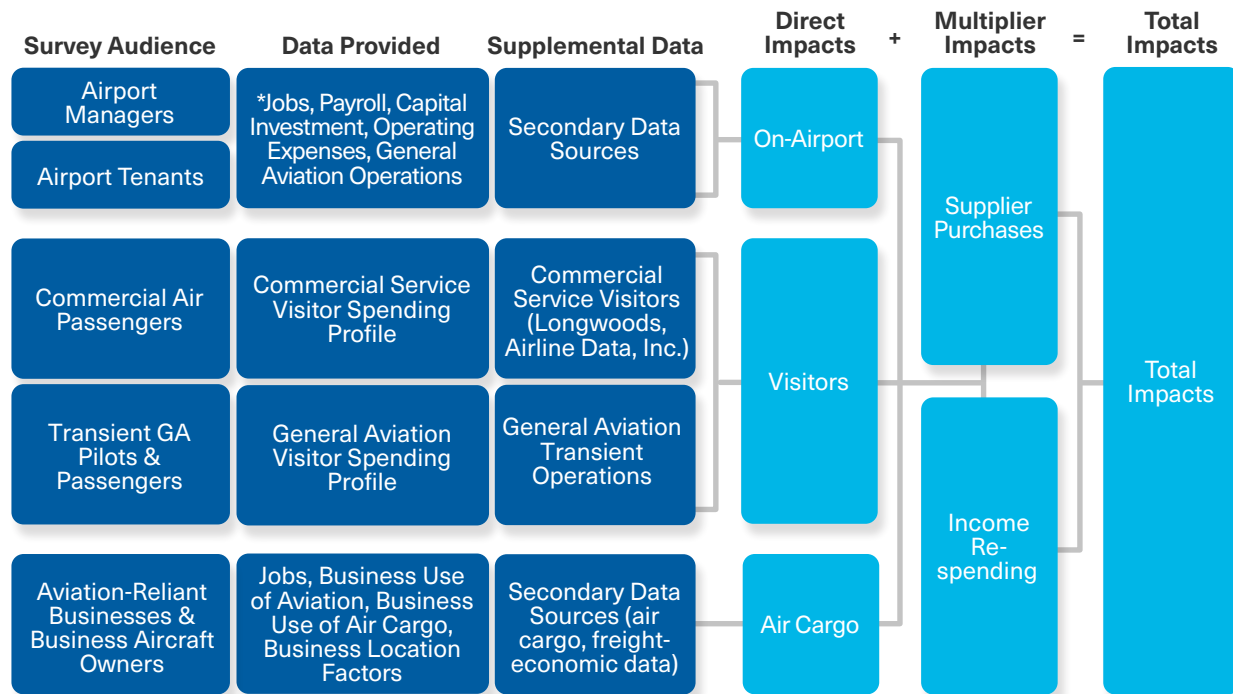 Survey Audience
Data Provided
Supplemental Data
Direct
Impacts
+
Multiplier
Impacts
=
Total
Impacts
Airport
Managers
Airport Tenants
*Jobs, Payroll, Capital
Investment, Operating
Expenses, General
Aviation Operations
Secondary Data
Sources
On-Airport
Commercial Air
Passengers
Commercial Service
Visitor Spending
Profile
Commercial
Service Visitors
(Longwoods,
Airline Data, Inc.)
Transient GA
Pilots &
Passengers
General Aviation
Visitor Spending
Profile
General Aviation
Transient
Operations
Visitors
Aviation-Reliant
Businesses &
Business Aircraft
Owners
Jobs, Business Use
of Aviation, Business
Use of Air Cargo,
Business Location
Factors
Secondary Data
Sources (air
cargo, freight-
economic data)
Air Cargo
Supplier
Purchases
Income
Re-
spending
Total
Impacts